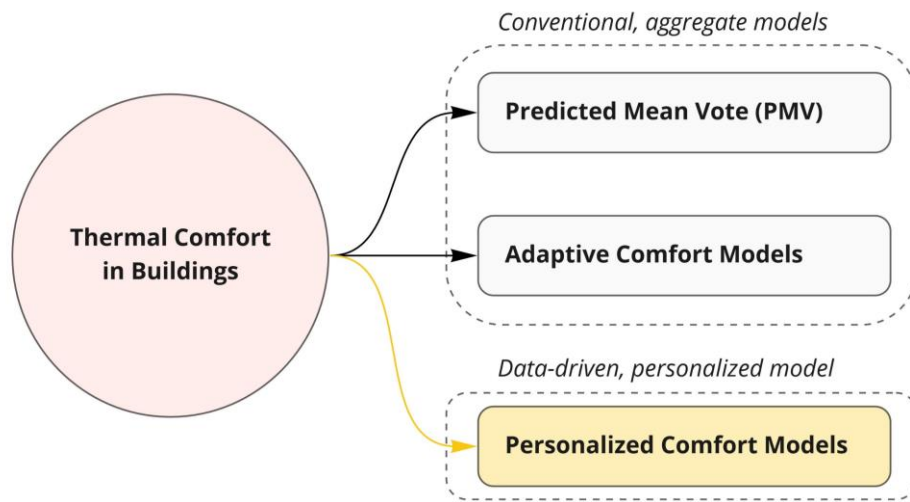 Conventional, aggregate models
Predicted Mean Vote (PMV)
Thermal Comfort
in Buildings
Adaptive Comfort Models
Data-driven, personalized model
Personalized Comfort Models